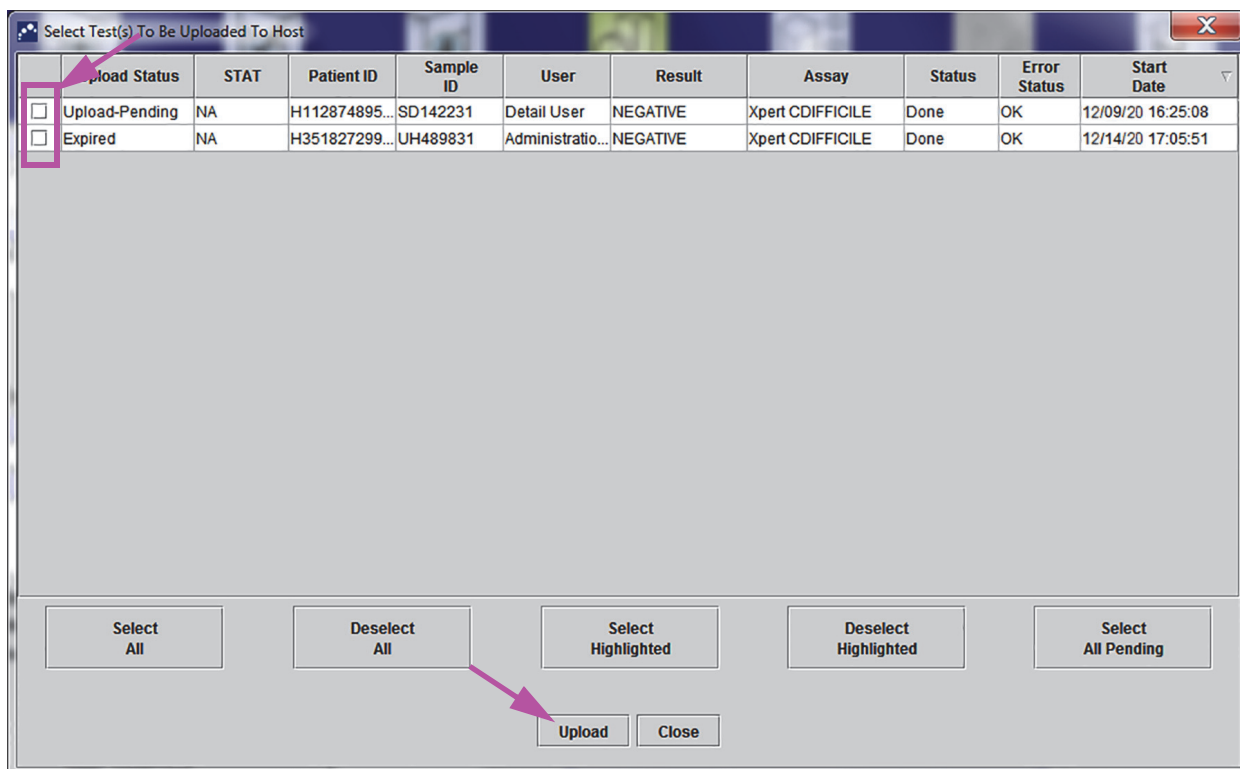 Select Test(s) To Be Uploaded To Host
Upload Status STAT Patient ID Sample ID User Result Assay Status Error Status Start Date
Upload-Pending NA H112874895... SD142231 Detail User NEGATIVE Xpert CDIFFICILE Done OK 12/09/20 16:25:08
Expired NA H351827299... UH489831 Administratio... NEGATIVE Xpert CDIFFICILE Done OK 12/14/20 17:05:51
Select All
Deselect All
Select Highlighted
Deselect Highlighted
Select All Pending
Upload Close